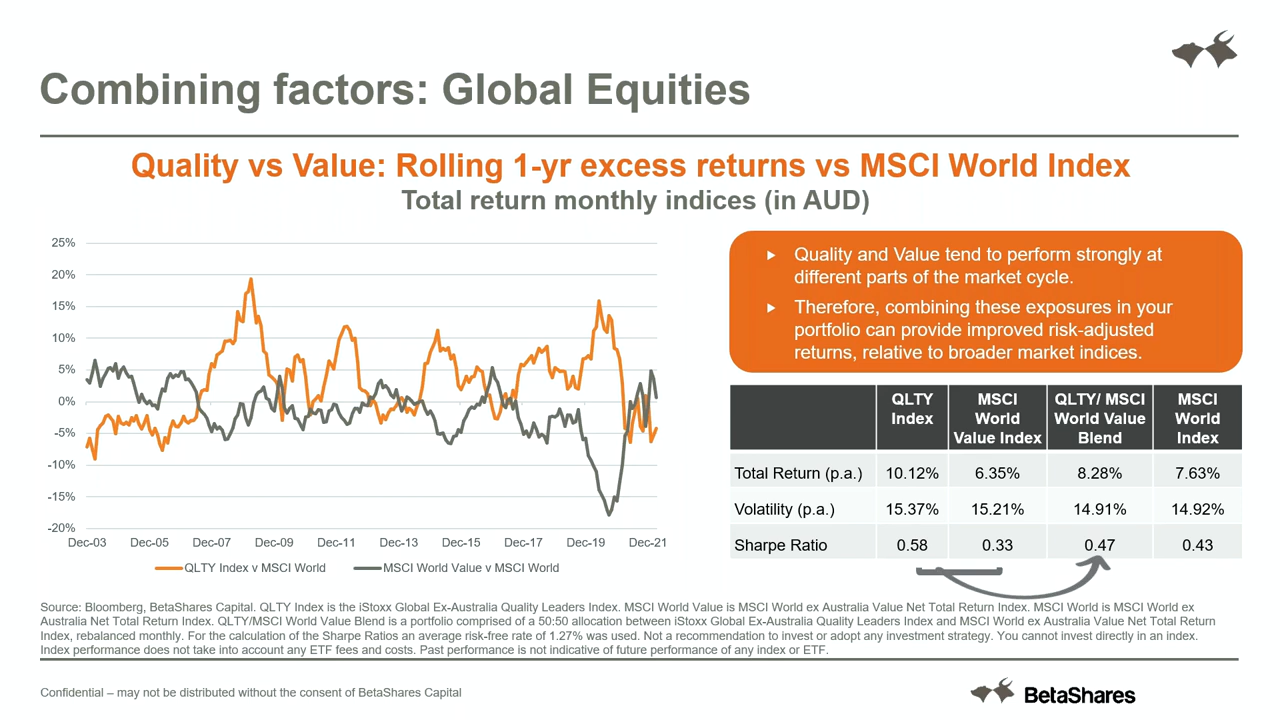 Combining factors: Global Equities
Quality vs Value: Rolling 1-yr excess returns vs MSCI World Index
Total return monthly indices (in AUD)
25%
20%
15%
10%
5%
0%
-5%
-10%
-15%
-20%
Dec-03 Dec-05 Dec-07 Dec-09 Dec-11 Dec-13 Dec-15 Dec-17 Dec-19 Dec-21
QLTY Index v MSCI World MSCI World Value v MSCI World
Quality and Value tend to perform strongly at
different parts of the market cycle.
Therefore, combining these exposures in your
portfolio can provide improved risk-adjusted
returns, relative to broader market indices.
QLTY Index MSCI World Value Index QLTY/ MSCI World Value Blend MSCI World Index
Total Return (p.a.) 10.12% 6.35% 8.28% 7.63%
Volatility (p.a.) 15.37% 15.21% 14.91% 14.92%
Sharpe Ratio 0.58 0.33 0.47 0.43
Source: Bloomberg, BetaShares Capital. QLTY Index is the iStoxx Global Ex-Australia Quality Leaders Index. MSCI World Value is MSCI World ex Australia Value Net Total Return Index. MSCI World is MSCI World ex
Australia Net Total Return Index. QLTY/MSCI World Value Blend is a portfolio comprised of a 50:50 allocation between iStoxx Global Ex-Australia Quality Leaders Index and MSCI World ex Australia Value Net Total Return
Index, rebalanced monthly. For the calculation of the Sharpe Ratios an average risk-free rate of 1.27% was used. Not a recommendation to invest or adopt any investment strategy. You cannot invest directly in an index.
Index performance does not take into account any ETF fees and costs. Past performance is not indicative of future performance of any index or ETF.
Confidential – may not be distributed without the consent of BetaShares Capital
BetaShares